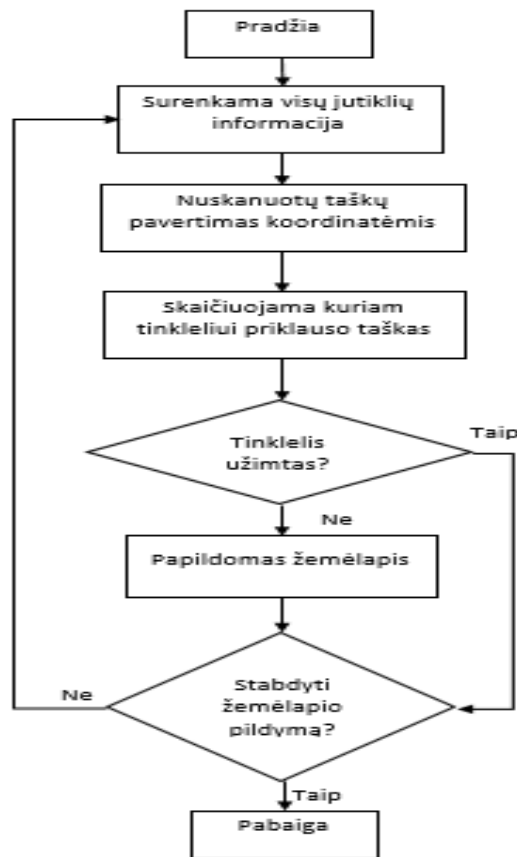 Pradžia
Surenkama visų jutiklių
informacija
Nuskanuotų taškų
pavertimas koordinatėmis
Skaičiuojama kuriam
tinkleliui priklauso taškas
Tinklelis
užimtas?
Taip
Ne
Papildomas žemėlapis
Stabdyti
žemėlapio
pildymą?
Ne
Taip
Pabaiga